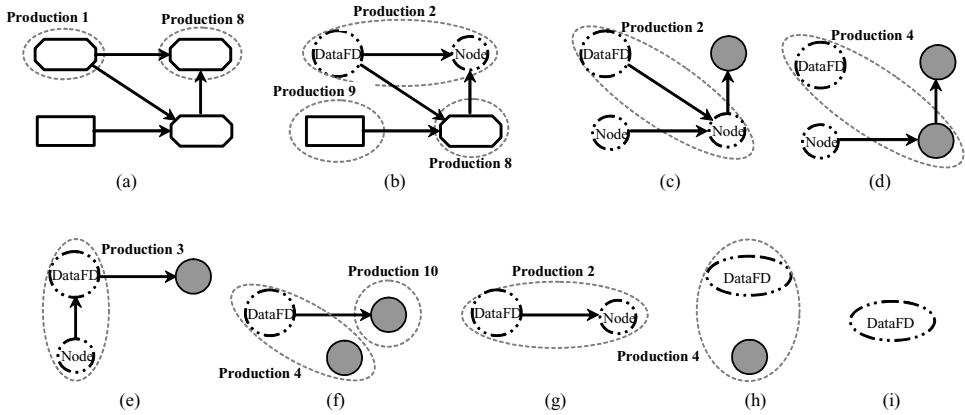 Production 1
Production 8
(a)
Production 2
DataFD
Node
Production 9
Production 8
(b)
Production 2
DataFD
Node
Node
(c)
Production 4
DataFD
Node
(d)
Production 3
DataFD
Node
(e)
Production 10
DataFD
Production 4
(f)
Production 2
DataFD
Node
(g)
DataFD
Production 4
(h)
DataFD
(i)